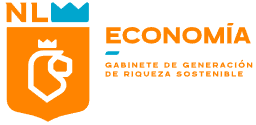 NL
ECONOMÍA
GABINETE DE GENERACIÓN
DE RIQUEZA SOSTENIBLE